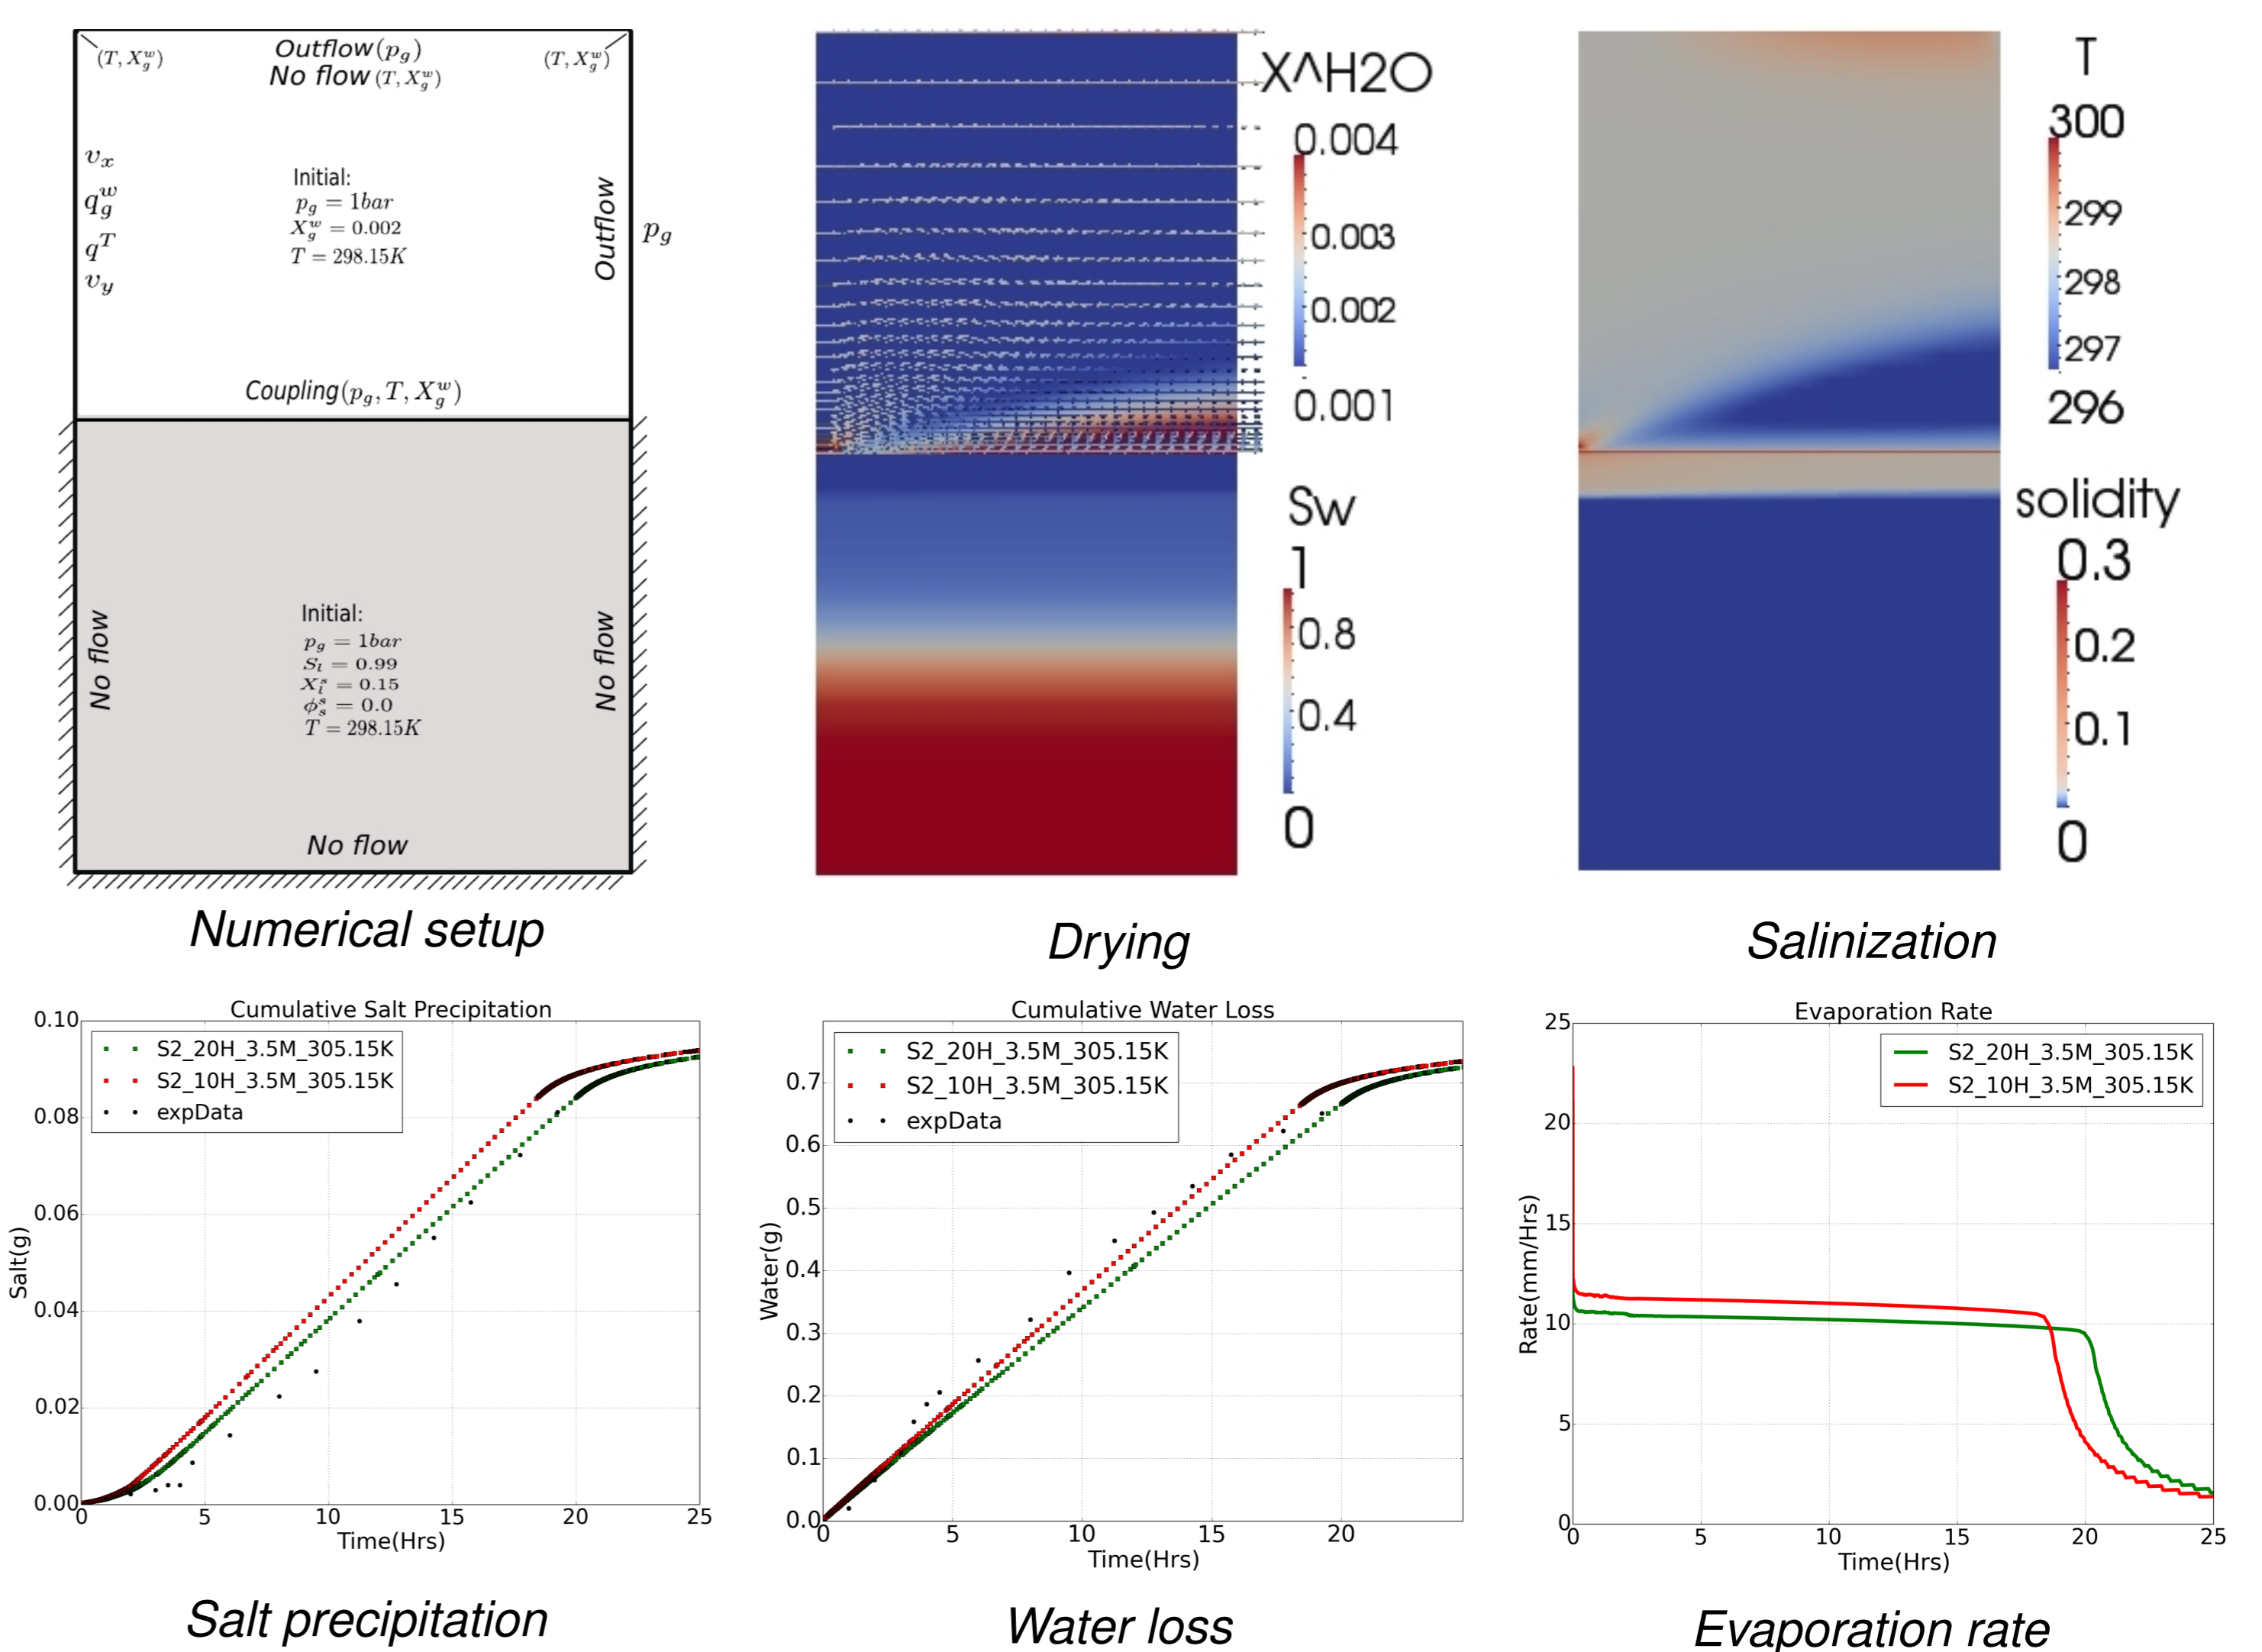 (T, X_g^w)
Outflow(p_g)
(T, X_g^w)
No flow (T, X_g^w)
v_x
q_g^w
q^T
v_y
Initial:
p_g = 1bar
X_g^w = 0.002
T = 298.15K
Outflow
p_g
Coupling(p_g, T, X_g^w)
No flow
Initial:
p_g = 1bar
S_l = 0.99
X_l^s = 0.15
ϕ_s^s = 0.0
T = 298.15K
No flow
No flow
Numerical setup
X^H2O
0.004
0.003
0.002
0.001
Sw
1
0.8
0.4
0
Drying
T
300
299
298
297
296
solidity
0.3
0.2
0.1
0
Salinization
Cumulative Salt Precipitation
S2_20H_3.5M_305.15K
S2_10H_3.5M_305.15K
expData
Salt(g)
0.10
0.08
0.06
0.04
0.02
0.00
0 5 10 15 20 25
Time(Hrs)
Salt precipitation
Cumulative Water Loss
S2_20H_3.5M_305.15K
S2_10H_3.5M_305.15K
expData
Water(g)
0.7
0.6
0.5
0.4
0.3
0.2
0.1
0.0
0 5 10 15 20
Time(Hrs)
Water loss
Evaporation Rate
S2_20H_3.5M_305.15K
S2_10H_3.5M_305.15K
Rate(mm/Hrs)
25
20
15
10
5
0
0 5 10 15 20 25
Time(Hrs)
Evaporation rate